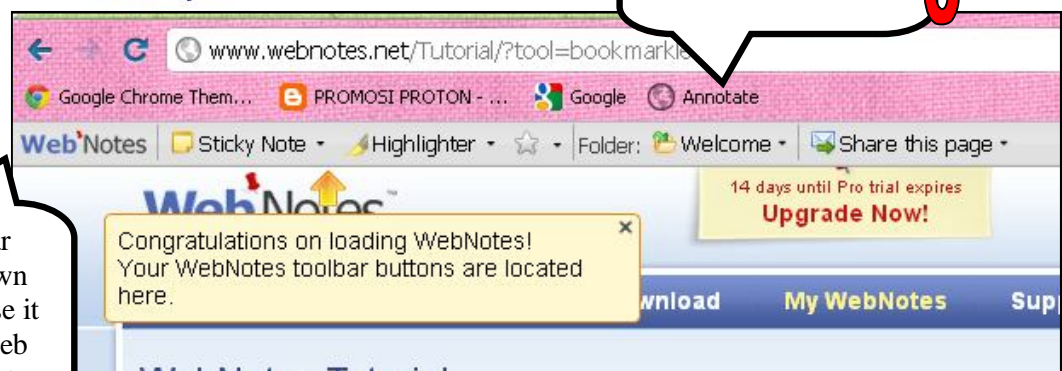 www.webnotes.net/Tutorial/?tool=bookmarkle
Google Chrome Them... PROMOSI PROTON - ... Google Annotate
Web Notes Sticky Note Highlighter Folder: Welcome Share this page
WebNotes™
14 days until Pro trial expires
Upgrade Now!
Congratulations on loading WebNotes!
Your WebNotes toolbar buttons are located
here.
My WebNotes